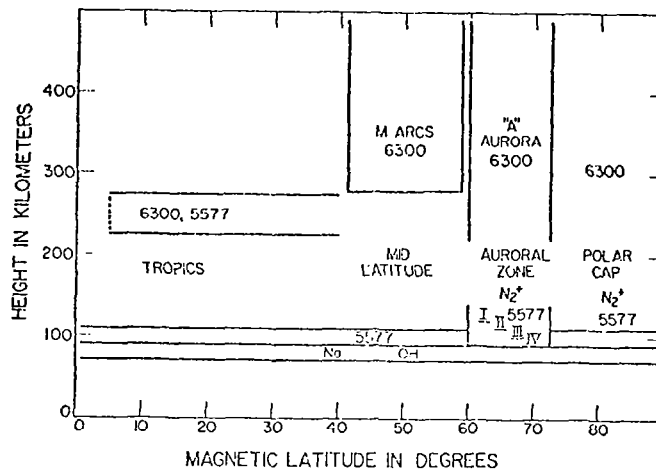 HEIGHT IN KILOMETERS
400
300
200
100
0
M ARCS
6300
"A"
AURORA
6300
6300
6300, 5577
TROPICS
MID
LATITUDE
AURORAL
ZONE
POLAR
CAP
N₂⁺
N₂⁺
I 5577
II
III
IV
5577
5577
Na OH
0 10 20 30 40 50 60 70 80
MAGNETIC LATITUDE IN DEGREES